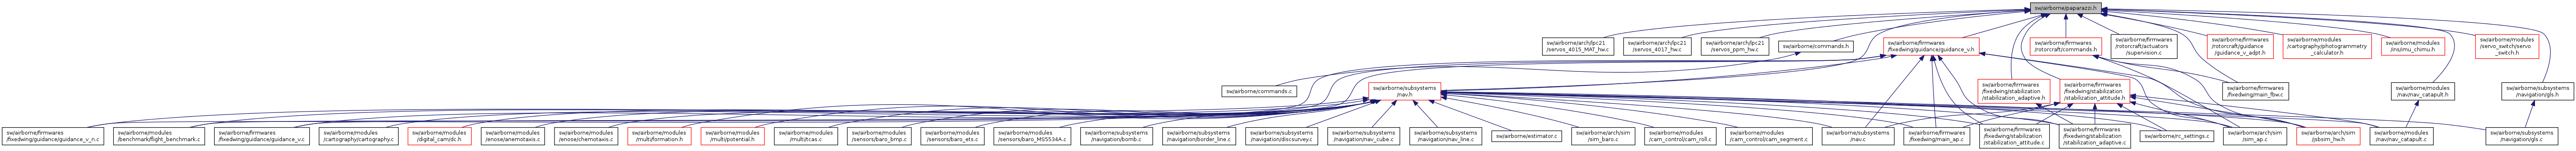 sw/airborne/paparazzi.h
sw/airborne/arch/lpc21
/servos_4015_MAT_hw.c
sw/airborne/arch/lpc21
/servos_4017_hw.c
sw/airborne/arch/lpc21
/servos_ppm_hw.c
sw/airborne/commands.h
sw/airborne/firmwares
/fixedwing/guidance/guidance_v.h
sw/airborne/firmwares
/rotorcraft/commands.h
sw/airborne/firmwares
/rotorcraft/actuators
/supervision.c
sw/airborne/firmwares
/rotorcraft/guidance
/guidance_v_adpt.h
sw/airborne/modules
/cartography/photogrammetry
_calculator.h
sw/airborne/modules
/ins/imu_chimu.h
sw/airborne/modules
/servo_switch/servo
_switch.h
sw/airborne/commands.c
sw/airborne/subsystems
/nav.h
sw/airborne/firmwares
/fixedwing/stabilization
/stabilization_adaptive.h
sw/airborne/firmwares
/fixedwing/stabilization
/stabilization_attitude.h
sw/airborne/firmwares
/fixedwing/main_fbw.c
sw/airborne/modules
/nav/nav_catapult.h
sw/airborne/subsystems
/navigation/gls.h
sw/airborne/firmwares
/fixedwing/guidance/guidance_v_n.c
sw/airborne/modules
/benchmark/flight_benchmark.c
sw/airborne/firmwares
/fixedwing/guidance/guidance_v.c
sw/airborne/modules
/cartography/cartography.c
sw/airborne/modules
/digital_cam/dc.h
sw/airborne/modules
/enose/anemotaxis.c
sw/airborne/modules
/enose/chemotaxis.c
sw/airborne/modules
/multi/formation.h
sw/airborne/modules
/multi/potential.h
sw/airborne/modules
/multi/tcas.c
sw/airborne/modules
/sensors/baro_bmp.c
sw/airborne/modules
/sensors/baro_ets.c
sw/airborne/modules
/sensors/baro_MS5534A.c
sw/airborne/subsystems
/navigation/bomb.c
sw/airborne/subsystems
/navigation/border_line.c
sw/airborne/subsystems
/navigation/discsurvey.c
sw/airborne/subsystems
/navigation/nav_cube.c
sw/airborne/subsystems
/navigation/nav_line.c
sw/airborne/estimator.c
sw/airborne/arch/sim
/sim_baro.c
sw/airborne/modules
/cam_control/cam_roll.c
sw/airborne/modules
/cam_control/cam_segment.c
sw/airborne/subsystems
/nav.c
sw/airborne/firmwares
/fixedwing/main_ap.c
sw/airborne/firmwares
/fixedwing/stabilization
/stabilization_attitude.c
sw/airborne/firmwares
/fixedwing/stabilization
/stabilization_adaptive.c
sw/airborne/rc_settings.c
sw/airborne/arch/sim
/sim_ap.c
sw/airborne/arch/sim
/jsbsim_hw.h
sw/airborne/modules
/nav/nav_catapult.c
sw/airborne/subsystems
/navigation/gls.c